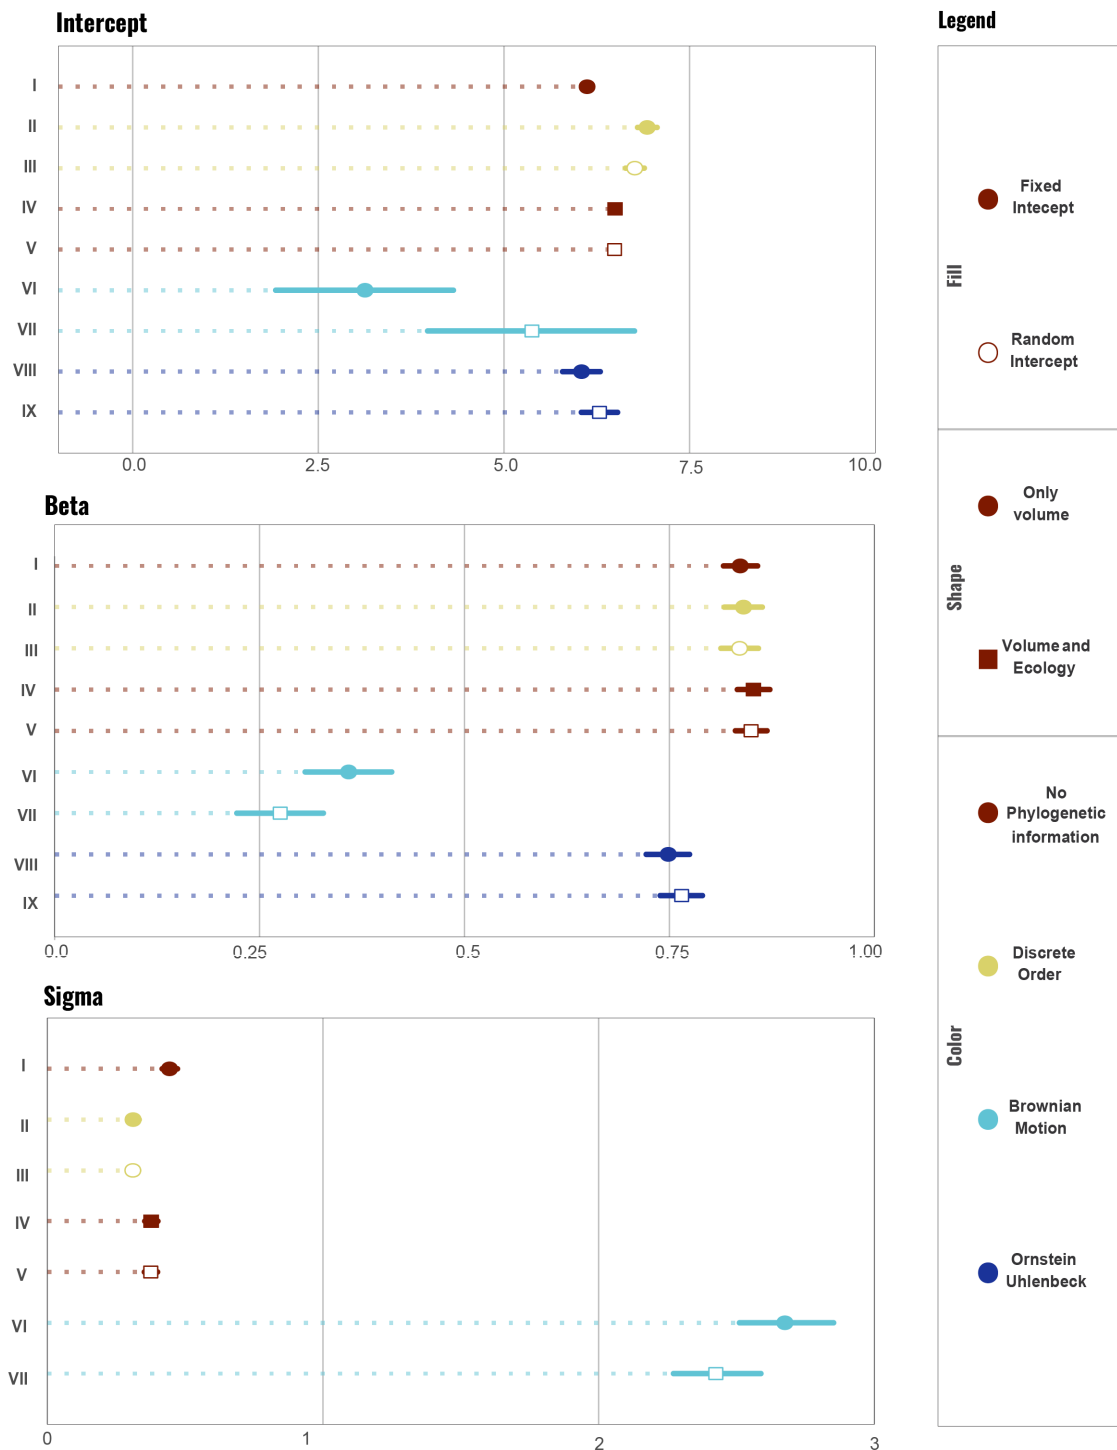 Intercept
I
II
III
IV
V
VI
VII
VIII
IX
0.0 2.5 5.0 7.5 10.0
Beta
I
II
III
IV
V
VI
VII
VIII
IX
0.0 0.25 0.5 0.75 1.00
Sigma
I
II
III
IV
V
VI
VII
0 1 2 3
Legend
Fill
Fixed
Intecept
Random
Intercept
Shape
Only
volume
Volume and
Ecology
Color
No
Phylogenetic
information
Discrete
Order
Brownian
Motion
Ornstein
Uhlenbeck